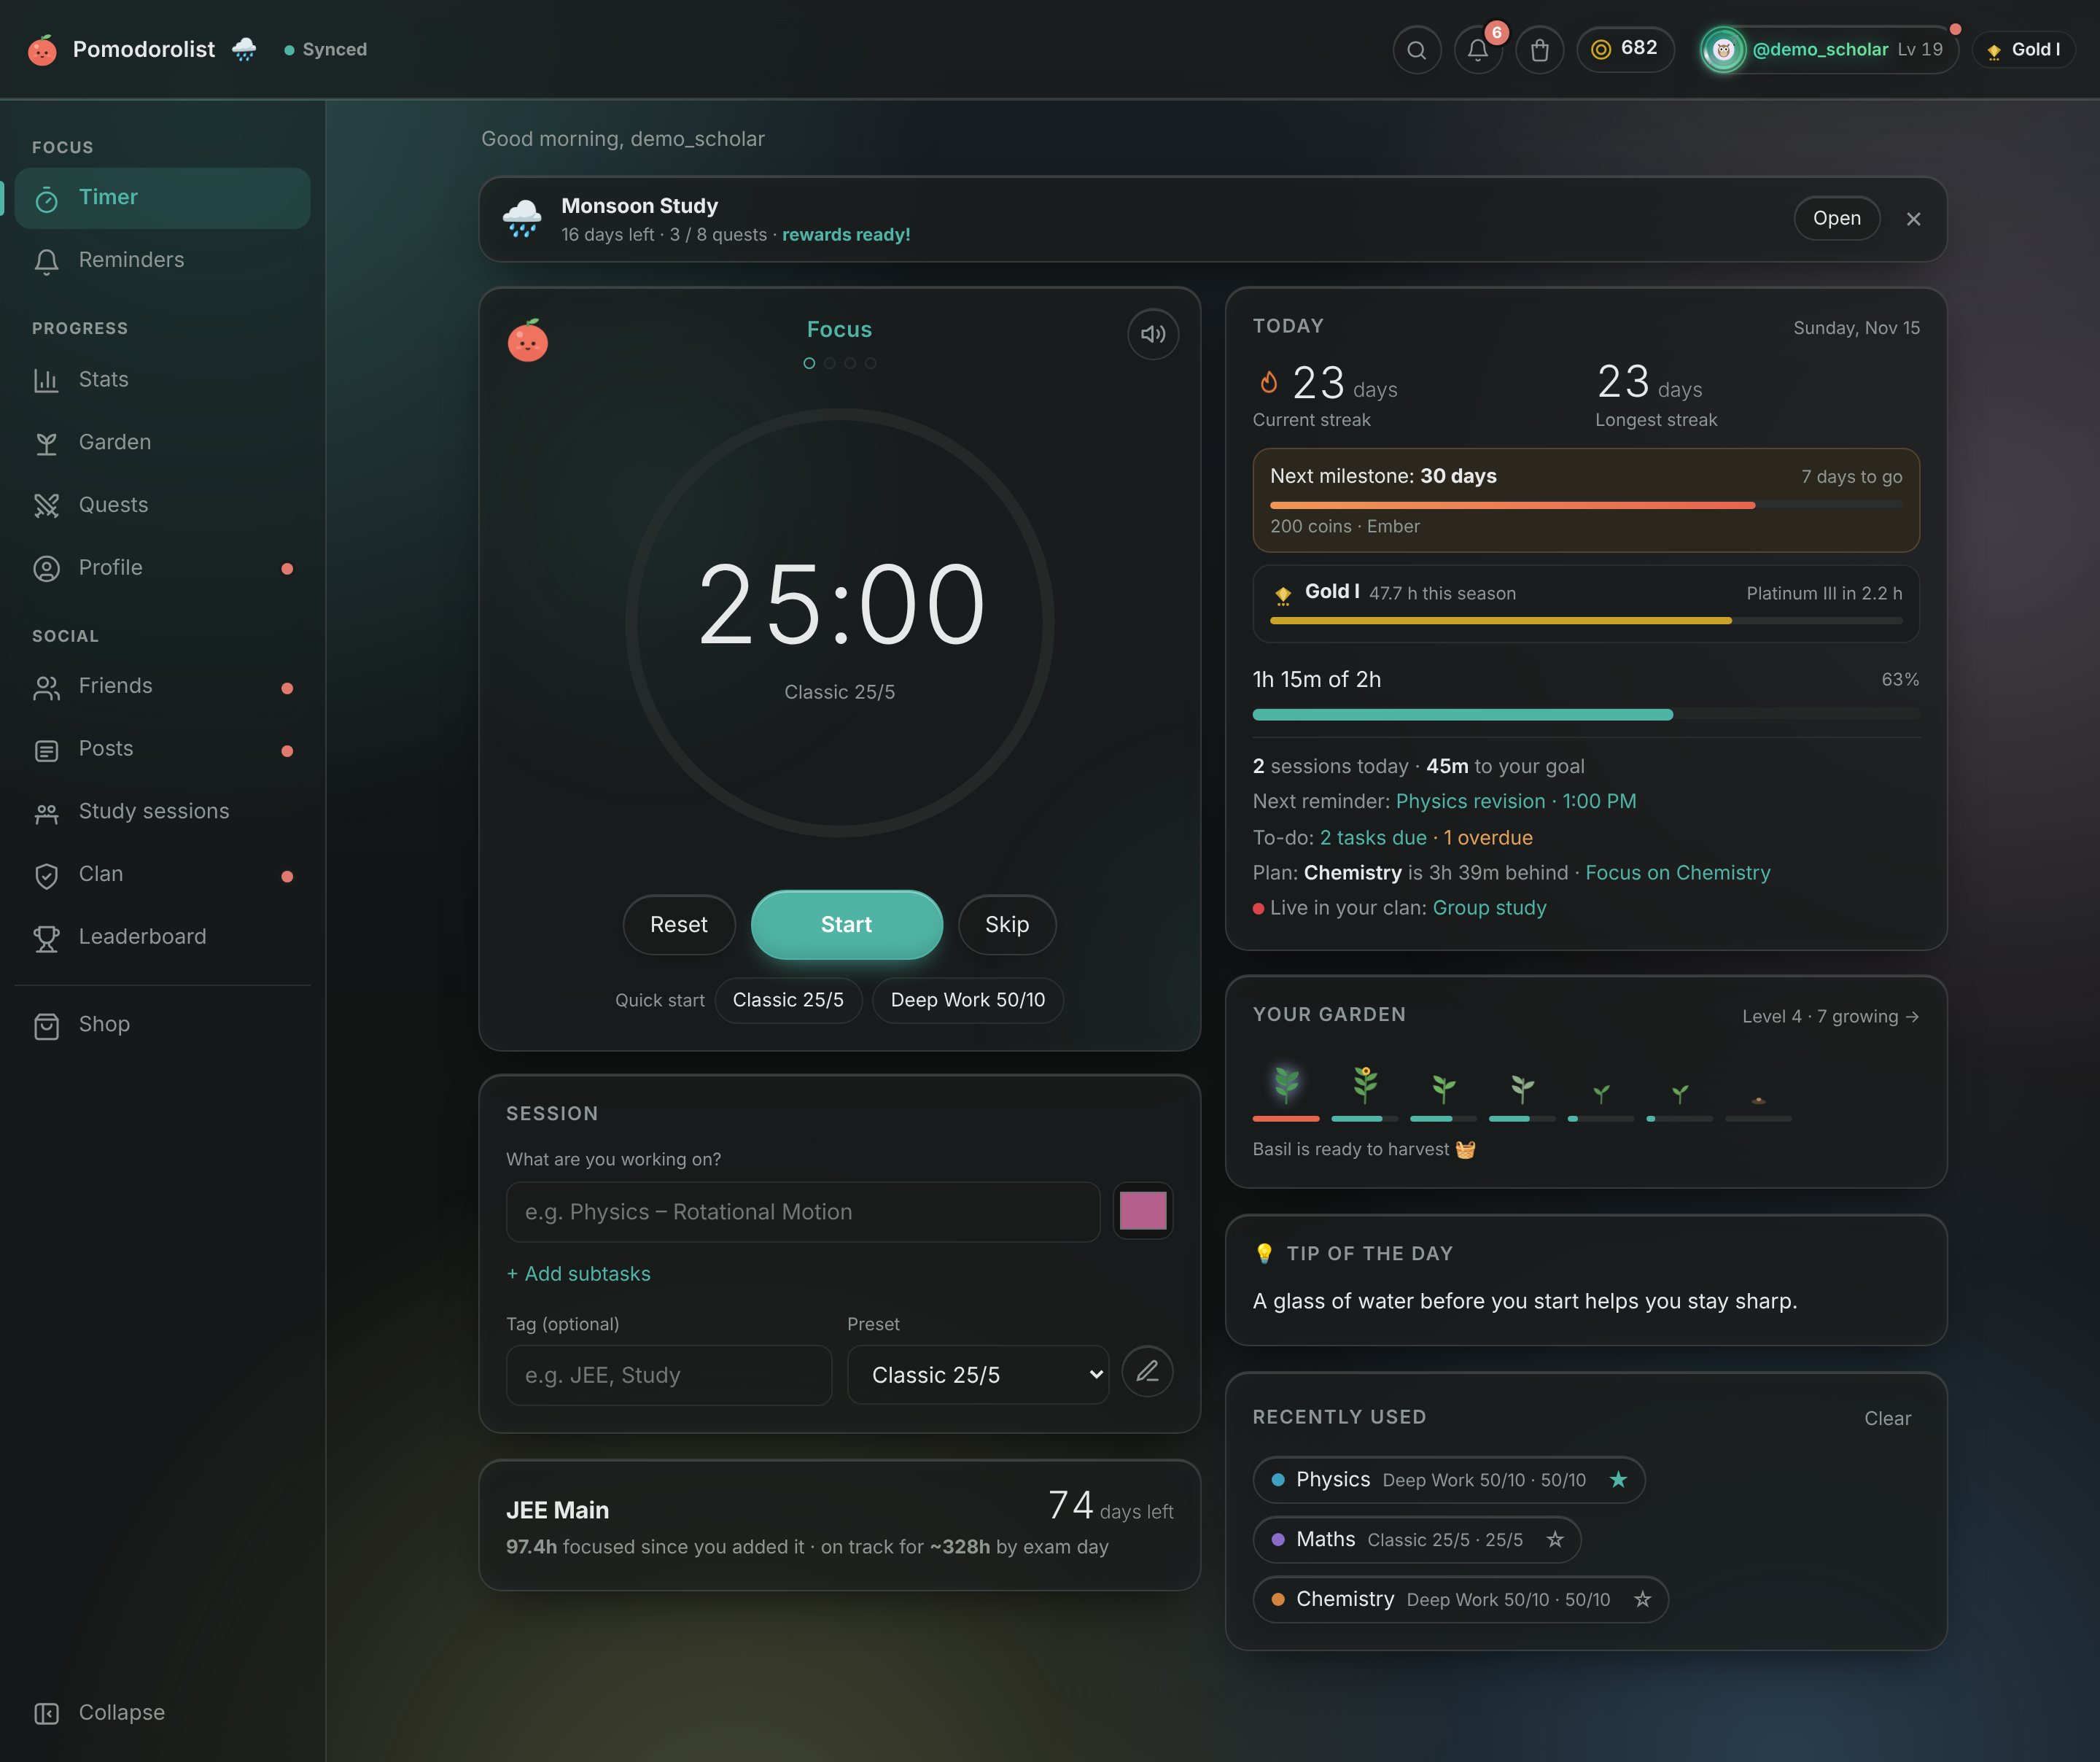 Pomodorolist
Synced
6
682
@demo_scholar Lv 19
Gold I
FOCUS
Timer
Reminders
PROGRESS
Stats
Garden
Quests
Profile
SOCIAL
Friends
Posts
Study sessions
Clan
Leaderboard
Shop
Collapse
Good morning, demo_scholar
Monsoon Study
16 days left · 3 / 8 quests · rewards ready!
Open
Focus
25:00
Classic 25/5
Reset
Start
Skip
Quick start
Classic 25/5
Deep Work 50/10
SESSION
What are you working on?
e.g. Physics – Rotational Motion
+ Add subtasks
Tag (optional)
Preset
e.g. JEE, Study
Classic 25/5
JEE Main
74 days left
97.4h focused since you added it · on track for ~328h by exam day
TODAY
Sunday, Nov 15
23 days
Current streak
23 days
Longest streak
Next milestone: 30 days
7 days to go
200 coins · Ember
Gold I 47.7 h this season
Platinum III in 2.2 h
1h 15m of 2h
63%
2 sessions today · 45m to your goal
Next reminder: Physics revision · 1:00 PM
To-do: 2 tasks due · 1 overdue
Plan: Chemistry is 3h 39m behind · Focus on Chemistry
Live in your clan: Group study
YOUR GARDEN
Level 4 · 7 growing →
Basil is ready to harvest
TIP OF THE DAY
A glass of water before you start helps you stay sharp.
RECENTLY USED
Clear
Physics Deep Work 50/10 · 50/10
Maths Classic 25/5 · 25/5
Chemistry Deep Work 50/10 · 50/10